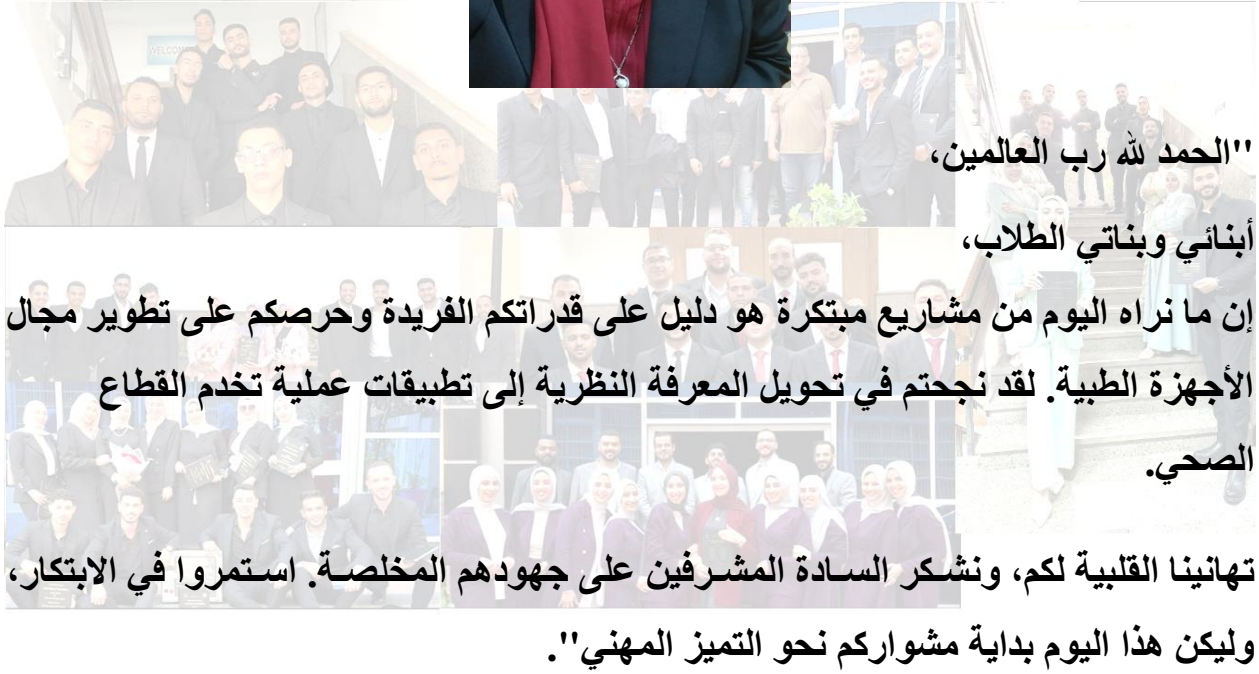 WELCOME
"الحمد لله رب العالمين،
أبنائي وبناتي الطلاب،
إن ما نراه اليوم من مشاريع مبتكرة هو دليل على قدراتكم الفريدة وحرصكم على تطوير مجال
الأجهزة الطبية. لقد نجحتم في تحويل المعرفة النظرية إلى تطبيقات عملية تخدم القطاع
الصحي.
تهانينا القلبية لكم، ونشكر السادة المشرفين على جهودهم المخلصة. استمروا في الابتكار،
وليكن هذا اليوم بداية مشواركم نحو التميز المهني".